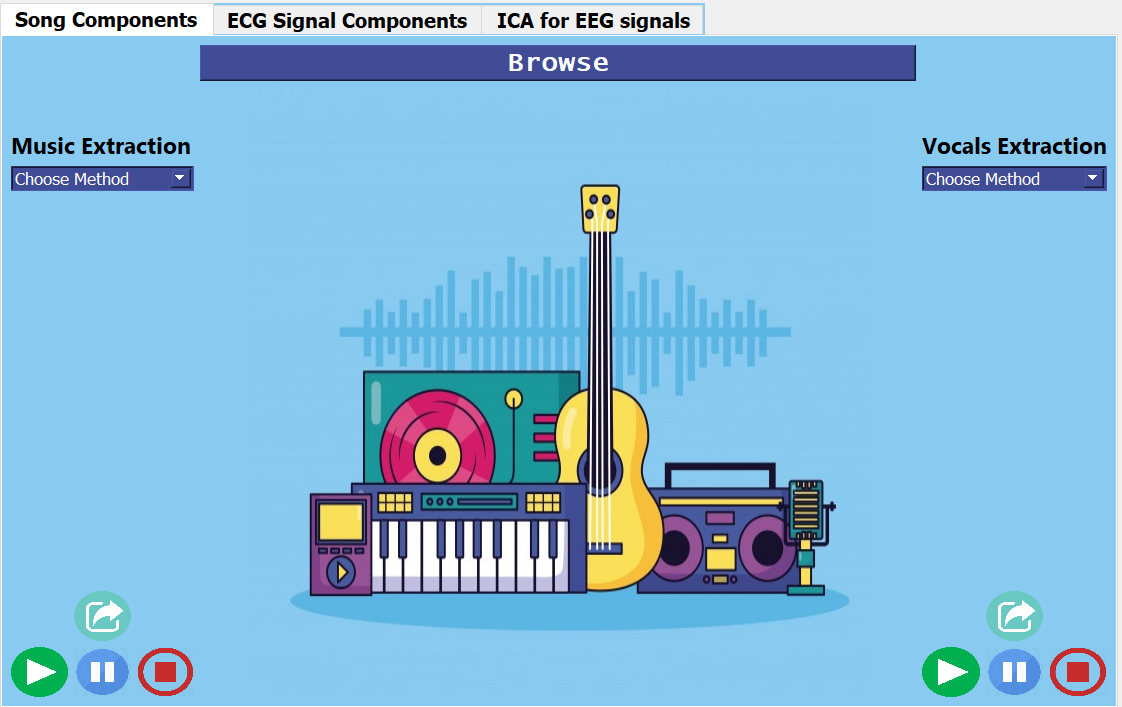 Song Components
ECG Signal Components
ICA for EEG signals
Browse
Music Extraction
Choose Method
Vocals Extraction
Choose Method